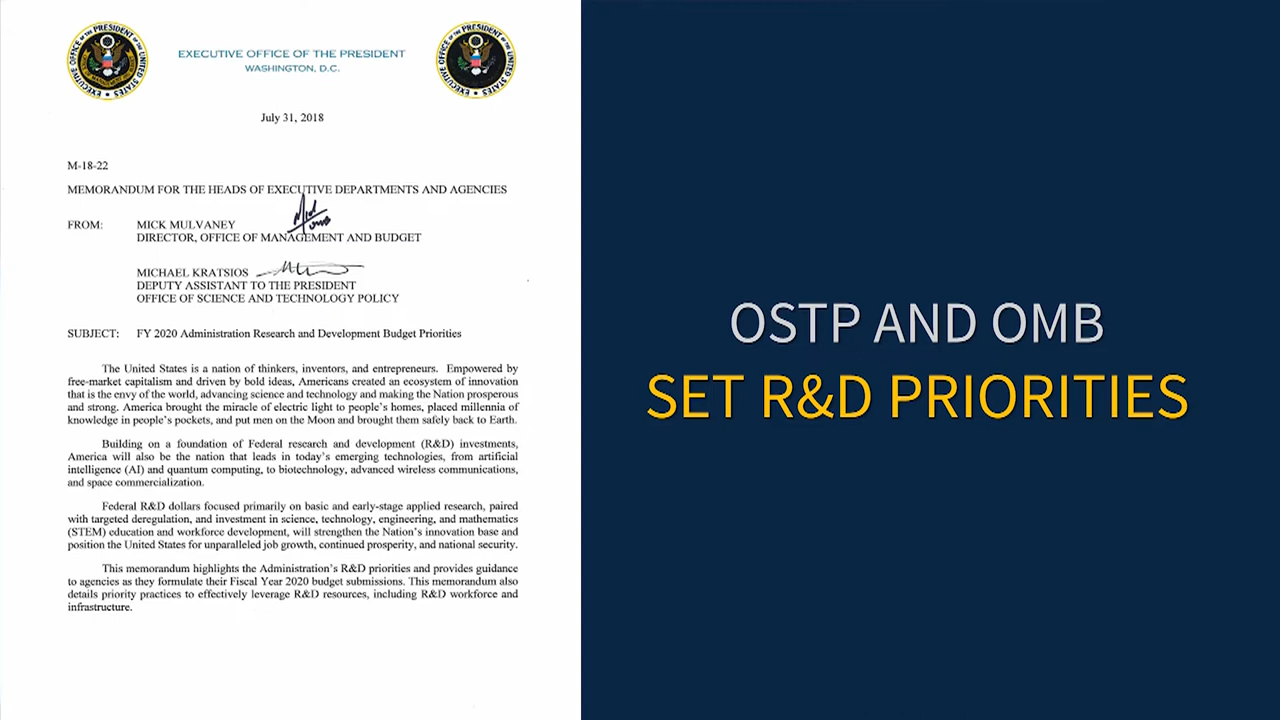 EXECUTIVE OFFICE OF THE PRESIDENT
WASHINGTON, D.C.
July 31, 2018
M-18-22
MEMORANDUM FOR THE HEADS OF EXECUTIVE DEPARTMENTS AND AGENCIES
FROM: MICK MULVANEY
DIRECTOR, OFFICE OF MANAGEMENT AND BUDGET
MICHAEL KRATSIOS
DEPUTY ASSISTANT TO THE PRESIDENT
OFFICE OF SCIENCE AND TECHNOLOGY POLICY
SUBJECT: FY 2020 Administration Research and Development Budget Priorities
The United States is a nation of thinkers, inventors, and entrepreneurs. Empowered by
free-market capitalism and driven by bold ideas, Americans created an ecosystem of innovation
that is the envy of the world, advancing science and technology and making the Nation prosperous
and strong. America brought the miracle of electric light to people's homes, placed millennia of
knowledge in people's pockets, and put men on the Moon and brought them safely back to Earth.
Building on a foundation of Federal research and development (R&D) investments,
America will also be the nation that leads in today's emerging technologies, from artificial
intelligence (AI) and quantum computing, to biotechnology, advanced wireless communications,
and space commercialization.
Federal R&D dollars focused primarily on basic and early-stage applied research, paired
with targeted deregulation, and investment in science, technology, engineering, and mathematics
(STEM) education and workforce development, will strengthen the Nation's innovation base and
position the United States for unparalleled job growth, continued prosperity, and national security.
This memorandum highlights the Administration's R&D priorities and provides guidance
to agencies as they formulate their Fiscal Year 2020 budget submissions. This memorandum also
details priority practices to effectively leverage R&D resources, including R&D workforce and
infrastructure.
OSTP AND OMB
SET R&D PRIORITIES